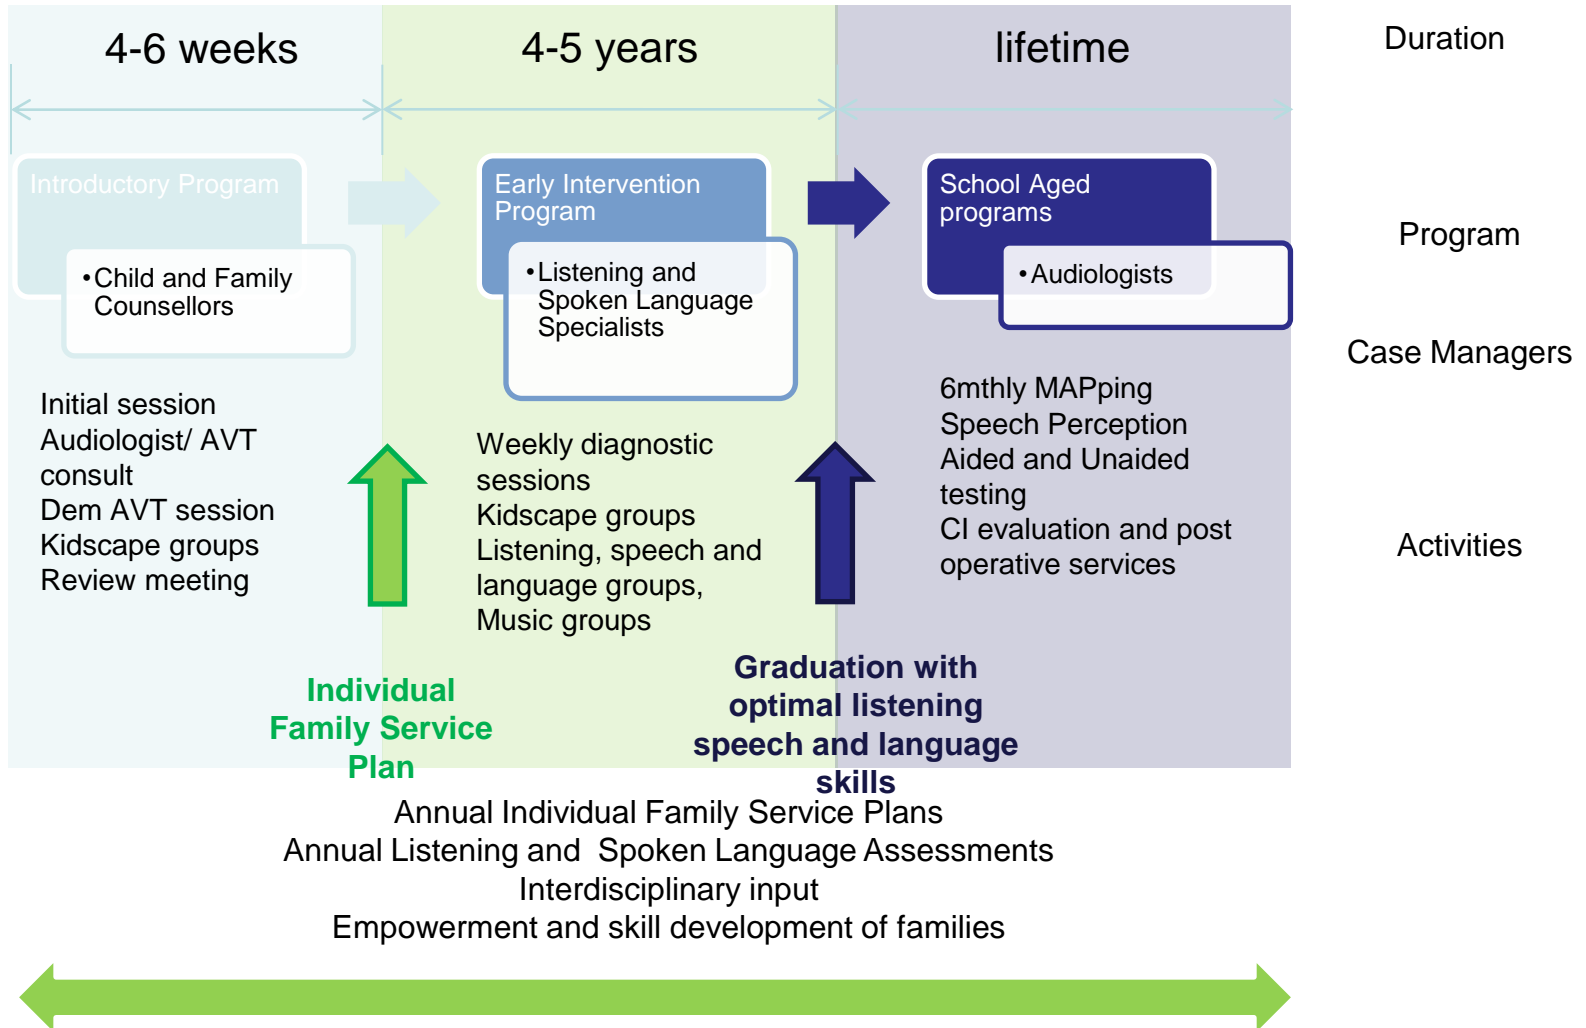 4-6 weeks
4-5 years
lifetime
Duration
Introductory Program
•Child and Family
Counsellors
Early Intervention
Program
•Listening and
Spoken Language
Specialists
School Aged
programs
•Audiologists
Program
Case Managers
Initial session
Audiologist/ AVT
consult
Dem AVT session
Kidscape groups
Review meeting
Weekly diagnostic
sessions
Kidscape groups
Listening, speech and
language groups,
Music groups
6mthly MAPping
Speech Perception
Aided and Unaided
testing
CI evaluation and post
operative services
Activities
Individual
Family Service
Plan
Graduation with
optimal listening
speech and language
skills
Annual Individual Family Service Plans
Annual Listening and Spoken Language Assessments
Interdisciplinary input
Empowerment and skill development of families